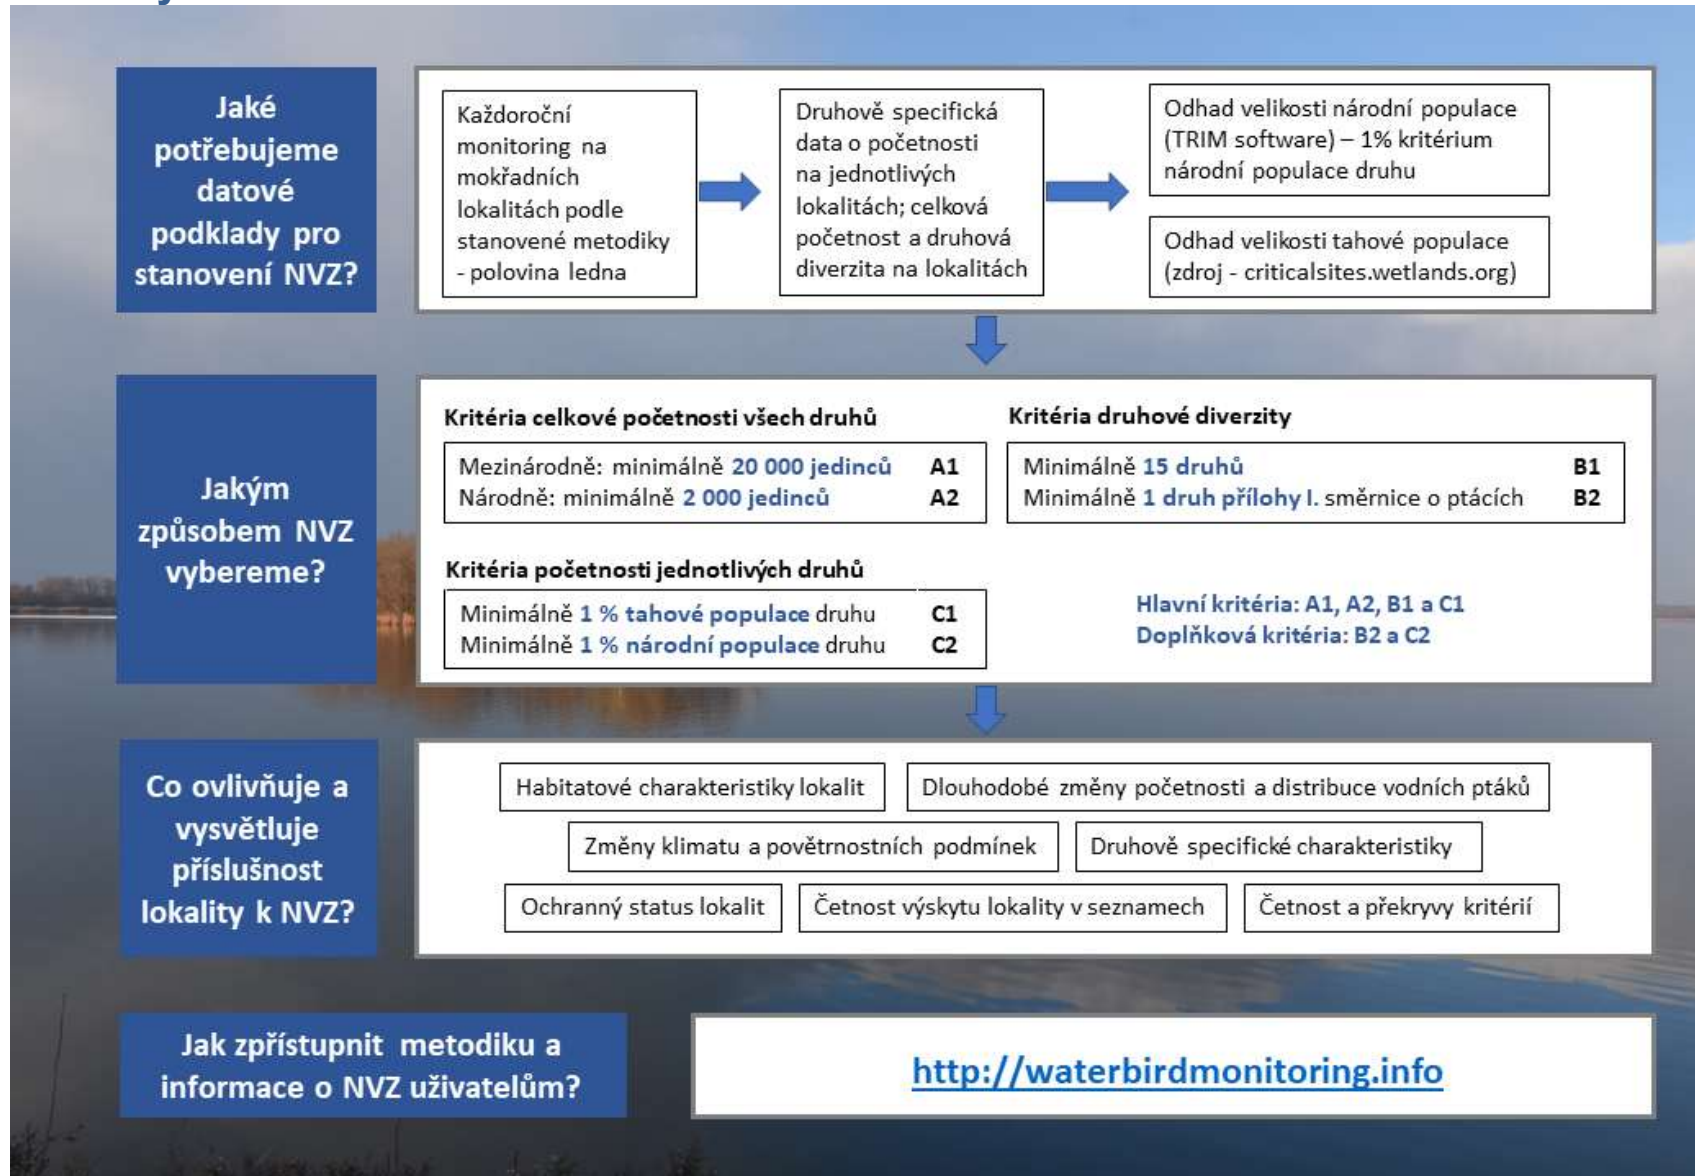 Jaké
potřebujeme
datové
podklady pro
stanovení NVZ?
Každoroční
monitoring na
mokřadních
lokalitách podle
stanovené metodiky
- polovina ledna
Druhově specifická
data o početnosti
na jednotlivých
lokalitách; celková
početnost a druhová
diverzita na lokalitách
Odhad velikosti národní populace
(TRIM software) – 1% kritérium
národní populace druhu
Odhad velikosti tahové populace
(zdroj - criticalsites.wetlands.org)
Jakým
způsobem NVZ
vybereme?
Kritéria celkové početnosti všech druhů
Mezinárodně: minimálně 20 000 jedinců A1
Národně: minimálně 2 000 jedinců A2
Kritéria druhové diverzity
Minimálně 15 druhů B1
Minimálně 1 druh přílohy I. směrnice o ptácích B2
Kritéria početnosti jednotlivých druhů
Minimálně 1 % tahové populace druhu C1
Minimálně 1 % národní populace druhu C2
Hlavní kritéria: A1, A2, B1 a C1
Doplňková kritéria: B2 a C2
Co ovlivňuje a
vysvětluje
příslušnost
lokality k NVZ?
Habitatové charakteristiky lokalit
Dlouhodobé změny početnosti a distribuce vodních ptáků
Změny klimatu a povětrnostních podmínek
Druhově specifické charakteristiky
Ochranný status lokalit
Četnost výskytu lokality v seznamech
Četnost a překryvy kritérií
Jak zpřístupnit metodiku a
informace o NVZ uživatelům?
http://waterbirdmonitoring.info